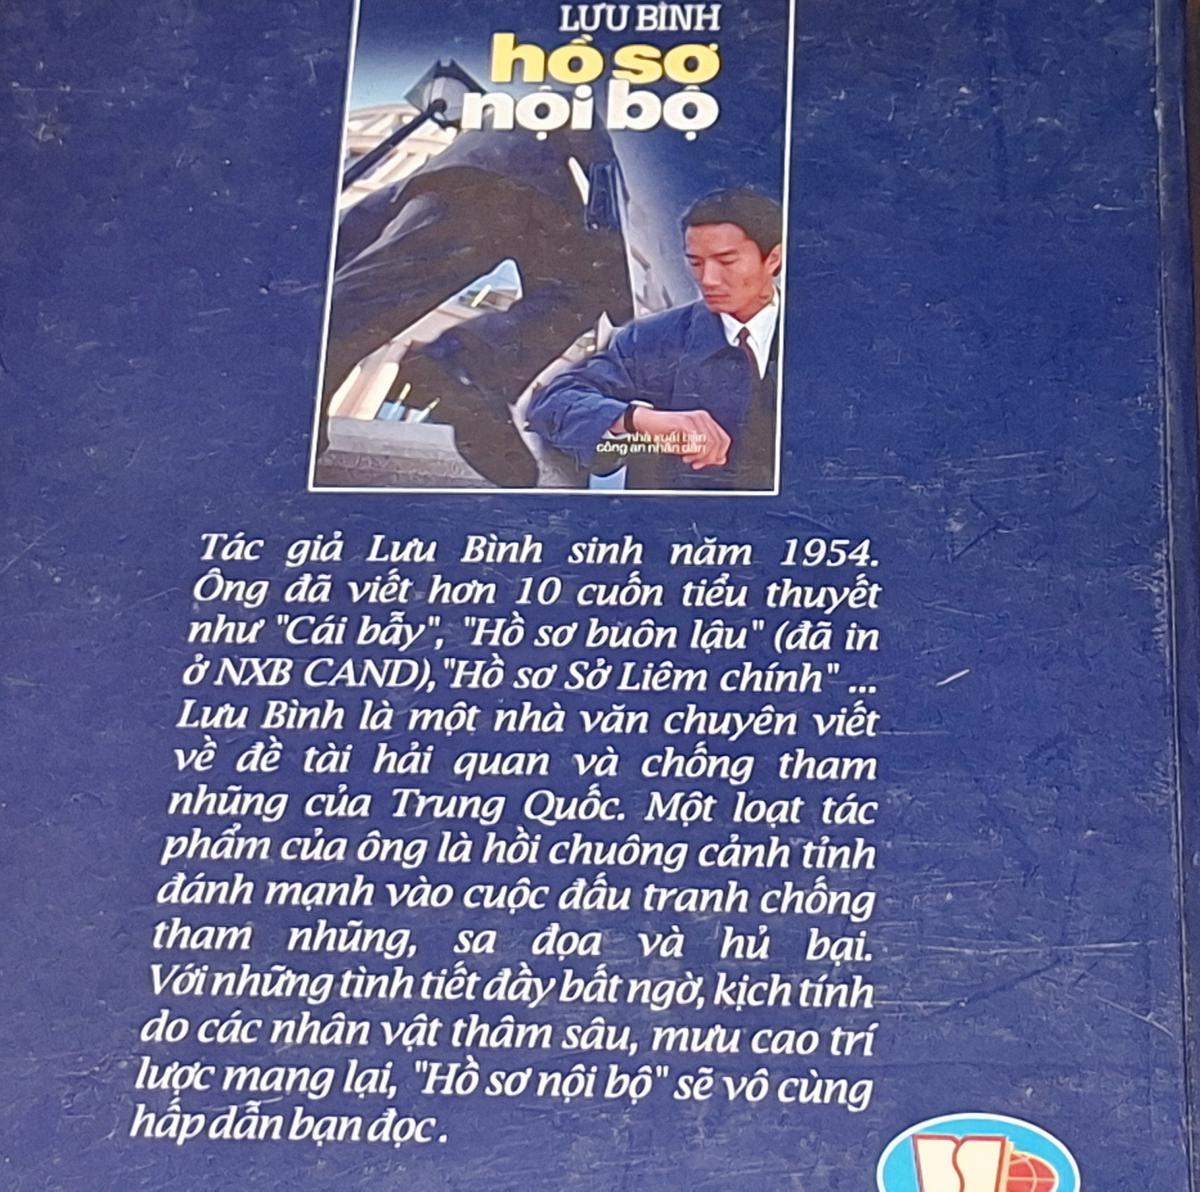 LƯU BÌNH
hồ sơ
nội bộ
nhà xuất bản
công an nhân dân
Tác giả Lưu Bình sinh năm 1954.
Ông đã viết hơn 10 cuốn tiểu thuyết
như "Cái bẫy", "Hồ sơ buôn lậu" (đã in
ở NXB CAND),"Hồ sơ Sở Liêm chính" ...
Lưu Bình là một nhà văn chuyên viết
về đề tài hải quan và chống tham
nhũng của Trung Quốc. Một loạt tác
phẩm của ông là hồi chuông cảnh tỉnh
đánh mạnh vào cuộc đấu tranh chống
tham nhũng, sa đọa và hủ bại.
Với những tình tiết đầy bất ngờ, kịch tính
do các nhân vật thâm sâu, mưu cao trí
lược mang lại, "Hồ sơ nội bộ" sẽ vô cùng
hấp dẫn bạn đọc.